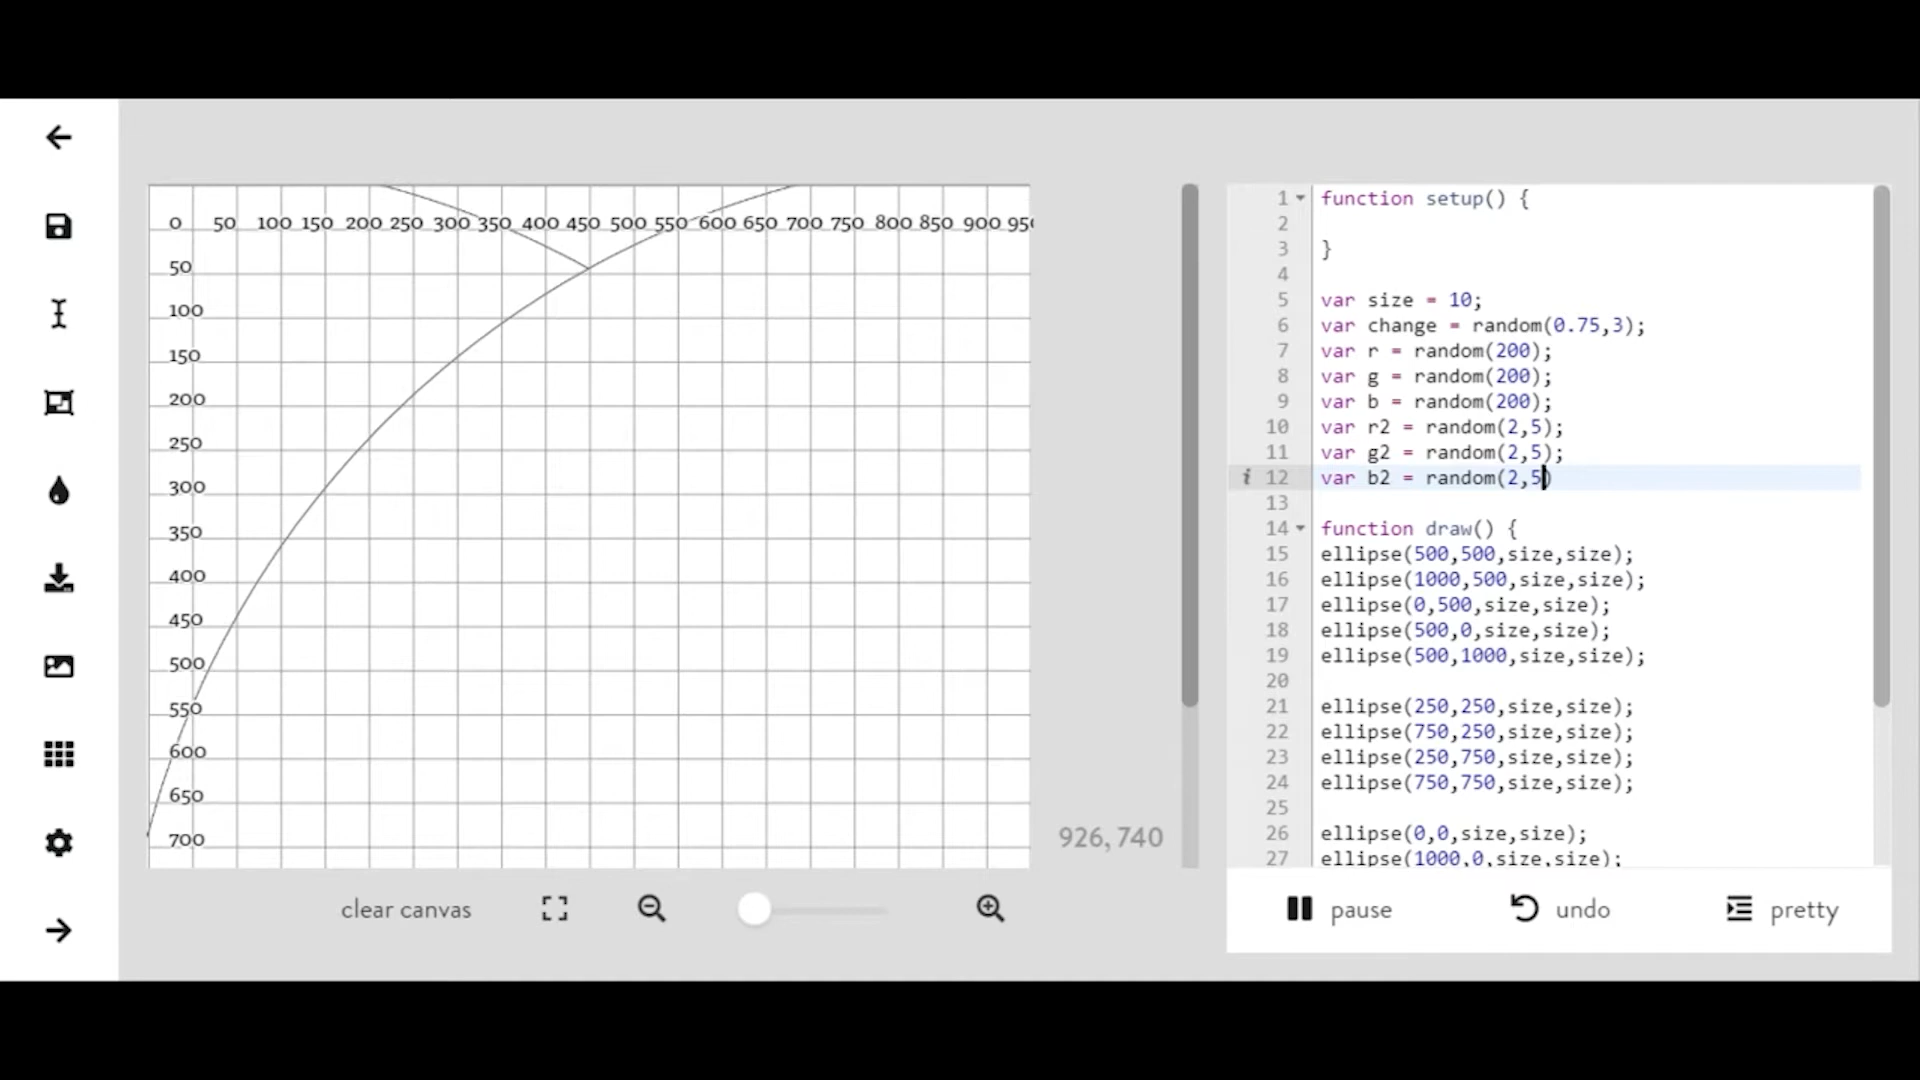 0 50 100 150 200 250 300 350 400 450 500 550 600 650 700 750 800 850 900 950
50
100
150
200
250
300
350
400
450
500
550
600
650
700
926,740
clear canvas
1 function setup() {
2
3 }
4
5 var size = 10;
6 var change = random(0.75,3);
7 var r = random(200);
8 var g = random(200);
9 var b = random(200);
10 var r2 = random(2,5);
11 var g2 = random(2,5);
i 12 var b2 = random(2,5)
13
14 function draw() {
15 ellipse(500,500,size,size);
16 ellipse(1000,500,size,size);
17 ellipse(0,500,size,size);
18 ellipse(500,0,size,size);
19 ellipse(500,1000,size,size);
20
21 ellipse(250,250,size,size);
22 ellipse(750,250,size,size);
23 ellipse(250,750,size,size);
24 ellipse(750,750,size,size);
25
26 ellipse(0,0,size,size);
27 ellipse(1000,0,size,size);
pause undo pretty